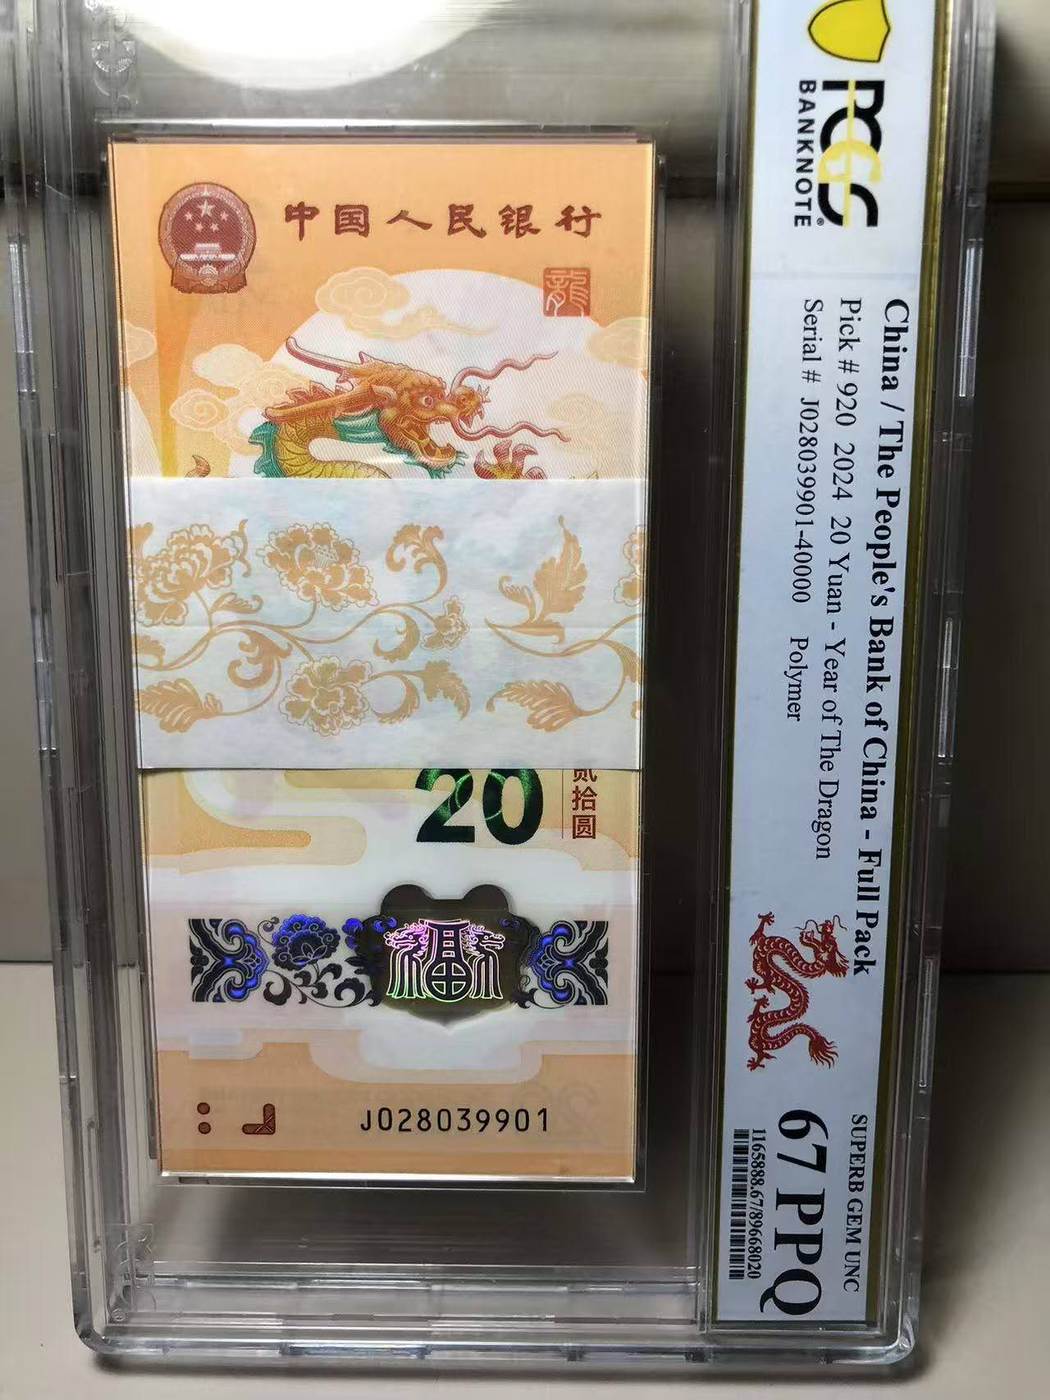 中国人民银行
龍
20
贰拾圆
福
J028039901
PCGS
BANKNOTE®
China / The People's Bank of China - Full Pack
Pick # 920 2024 20 Yuan - Year of The Dragon
Serial # J028039901-40000 Polymer
SUPERB GEM UNC
67 PPQ
1165888.67/89668020